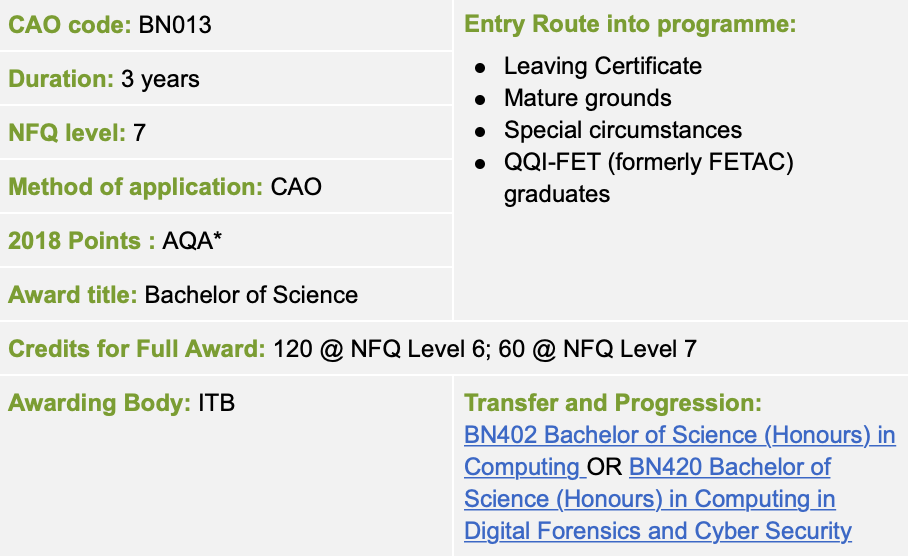 CAO code: BN013
Duration: 3 years
NFQ level: 7
Method of application: CAO
2018 Points : AQA*
Award title: Bachelor of Science
Entry Route into programme:
● Leaving Certificate
● Mature grounds
● Special circumstances
● QQI-FET (formerly FETAC)
graduates
Credits for Full Award: 120 @ NFQ Level 6; 60 @ NFQ Level 7
Awarding Body: ITB
Transfer and Progression:
BN402 Bachelor of Science (Honours) in
Computing OR BN420 Bachelor of
Science (Honours) in Computing in
Digital Forensics and Cyber Security